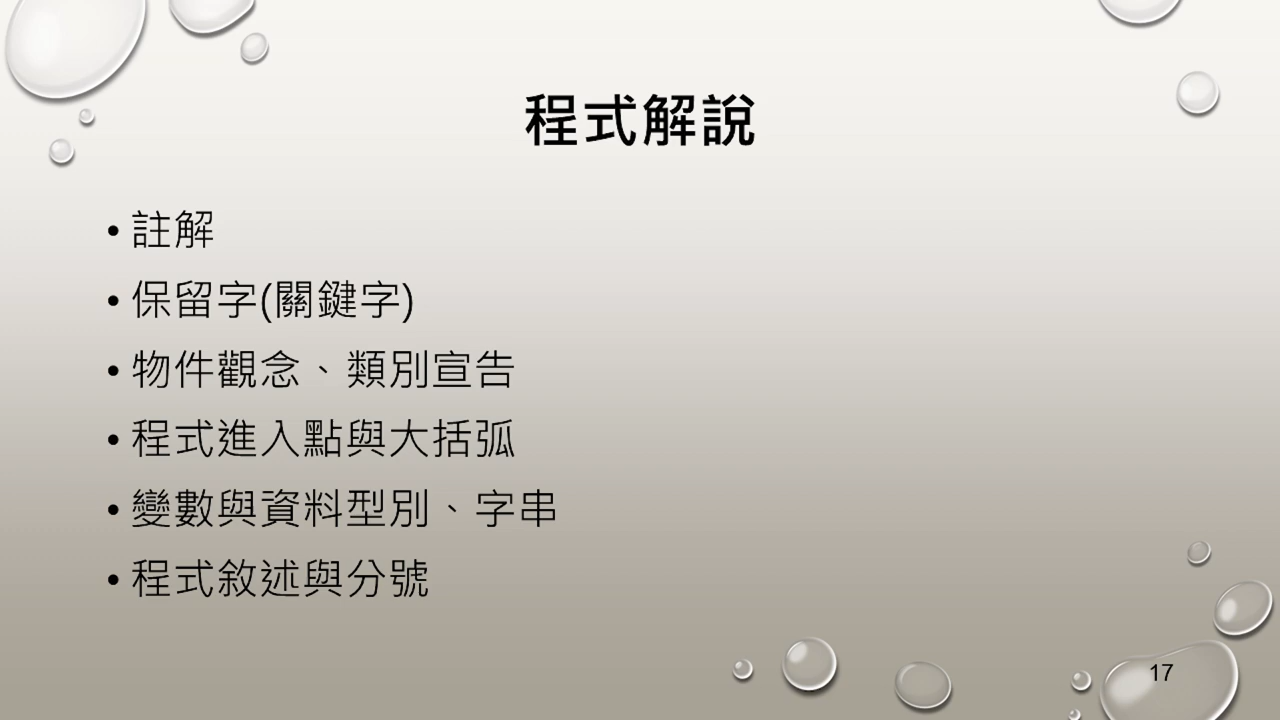 程式解說
• 註解
• 保留字(關鍵字)
• 物件觀念、類別宣告
• 程式進入點與大括弧
• 變數與資料型別、字串
• 程式敘述與分號
17